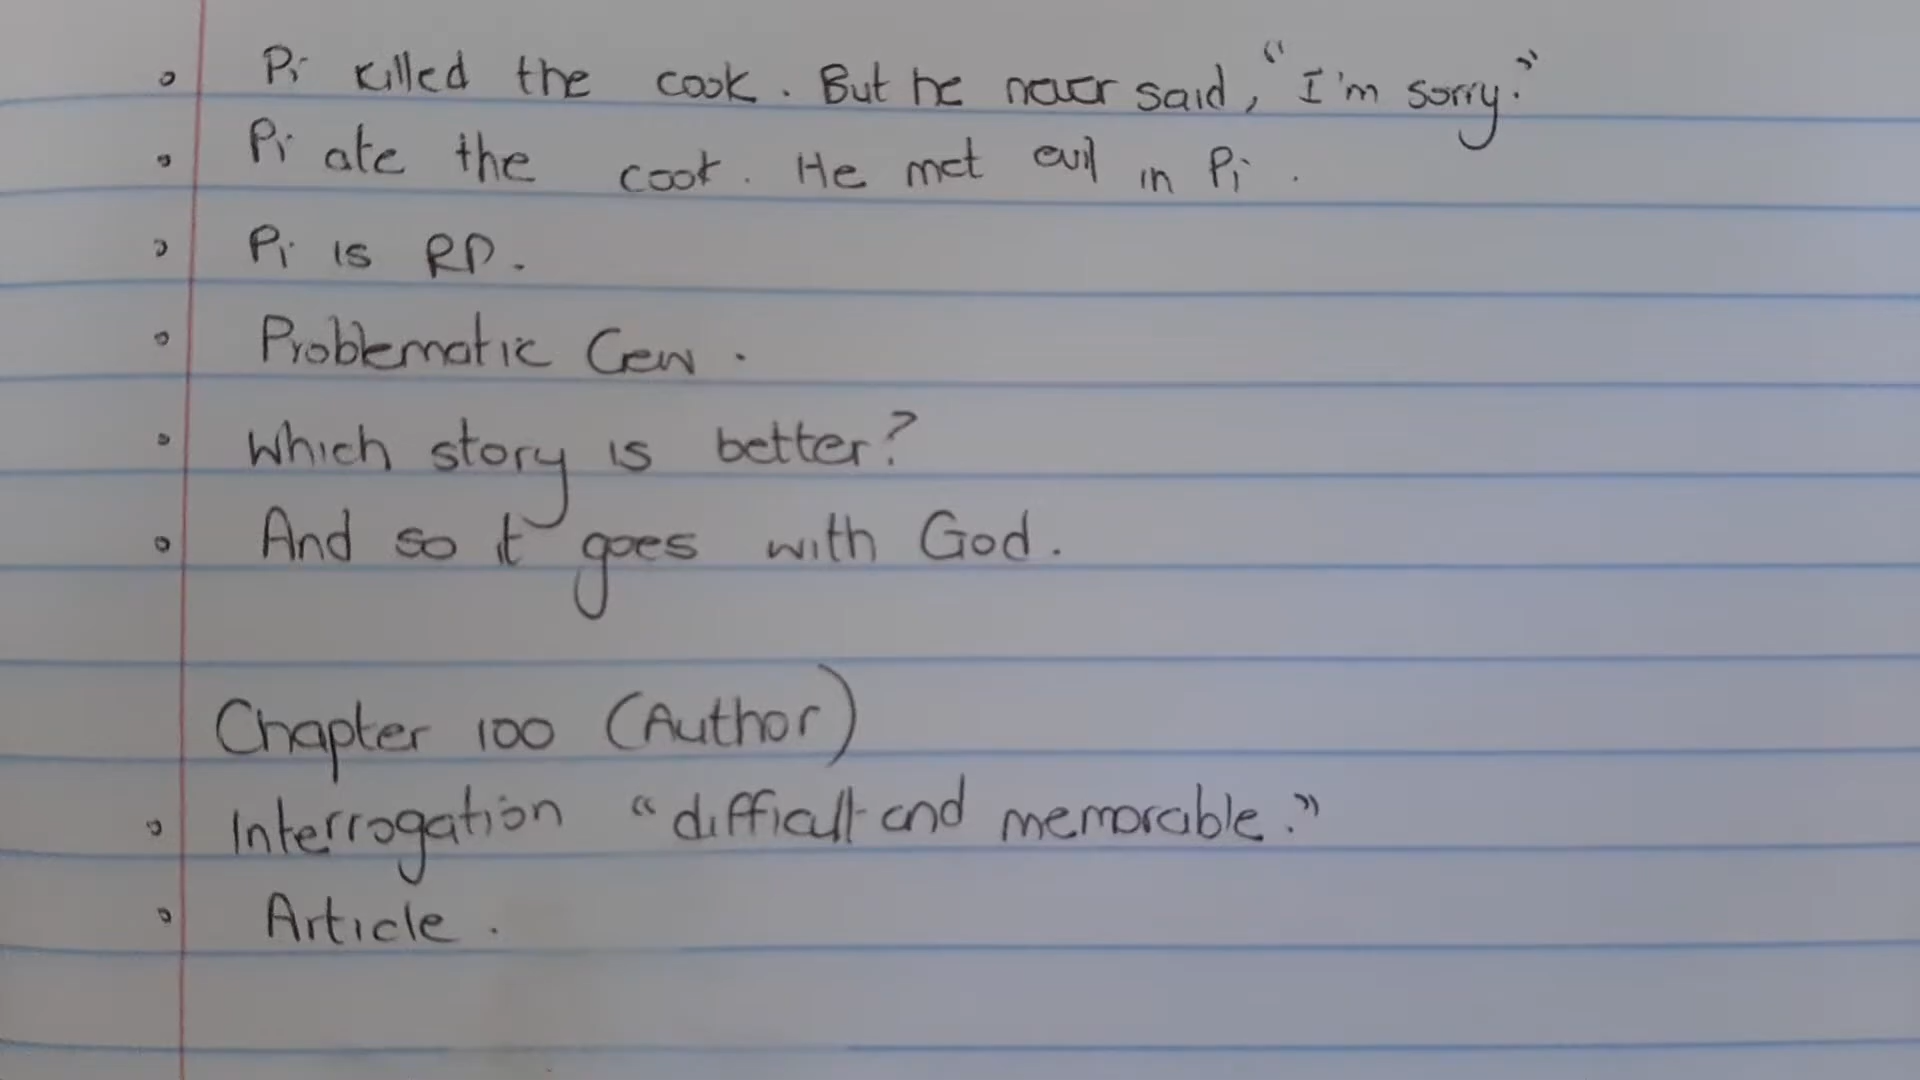 Pi killed the cook. But he never said, "I'm sorry."
Pi ate the cook. He met evil in Pi.
Pi is RP.
Problematic Crew.
Which story is better?
And so it goes with God.
Chapter 100 (Author)
Interrogation "difficult and memorable."
Article.